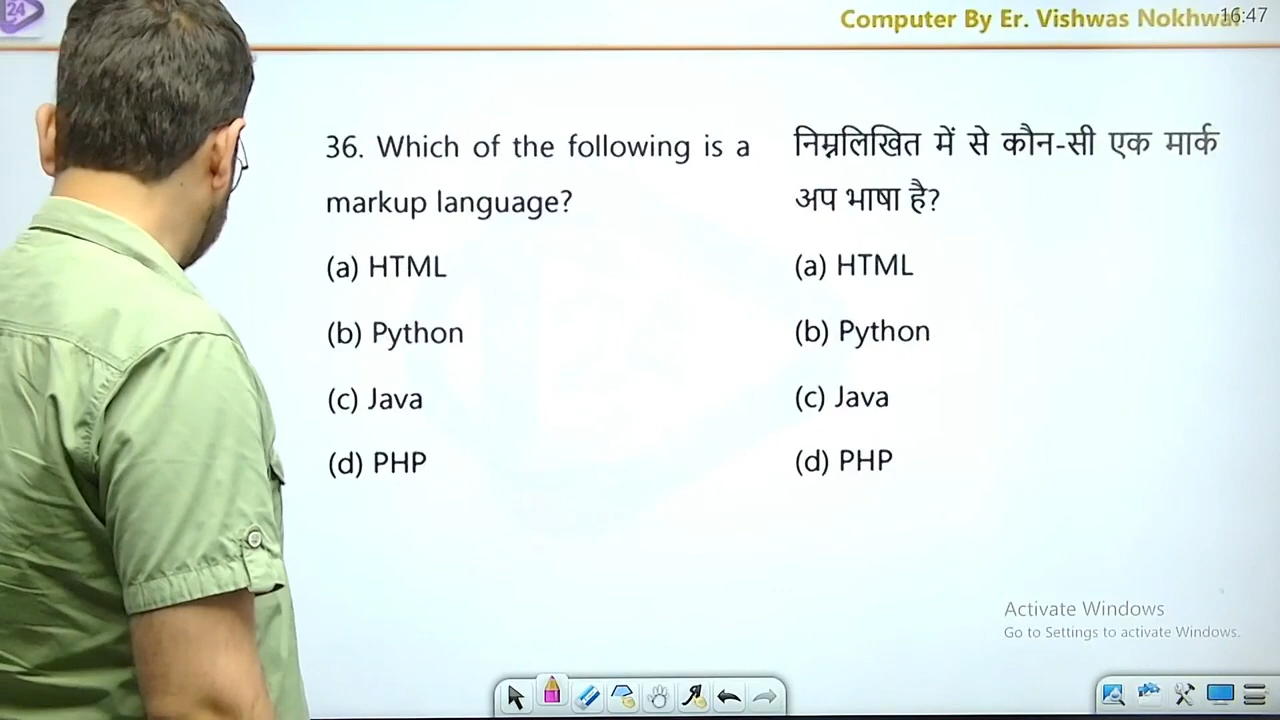 24
Computer By Er. Vishwas Nokhwal
16:47
36. Which of the following is a
markup language?
(a) HTML
(b) Python
(c) Java
(d) PHP
निम्नलिखित में से कौन-सी एक मार्क
अप भाषा है?
(a) HTML
(b) Python
(c) Java
(d) PHP
Activate Windows
Go to Settings to activate Windows.